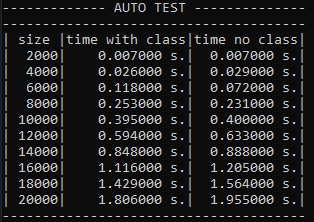 ------------- AUTO TEST --------------
--------------------------------------
| size |time with class|time no class|
| 2000| 0.007000 s.| 0.007000 s.|
| 4000| 0.026000 s.| 0.029000 s.|
| 6000| 0.118000 s.| 0.072000 s.|
| 8000| 0.253000 s.| 0.231000 s.|
| 10000| 0.395000 s.| 0.400000 s.|
| 12000| 0.594000 s.| 0.633000 s.|
| 14000| 0.848000 s.| 0.888000 s.|
| 16000| 1.116000 s.| 1.205000 s.|
| 18000| 1.429000 s.| 1.564000 s.|
| 20000| 1.806000 s.| 1.955000 s.|
--------------------------------------